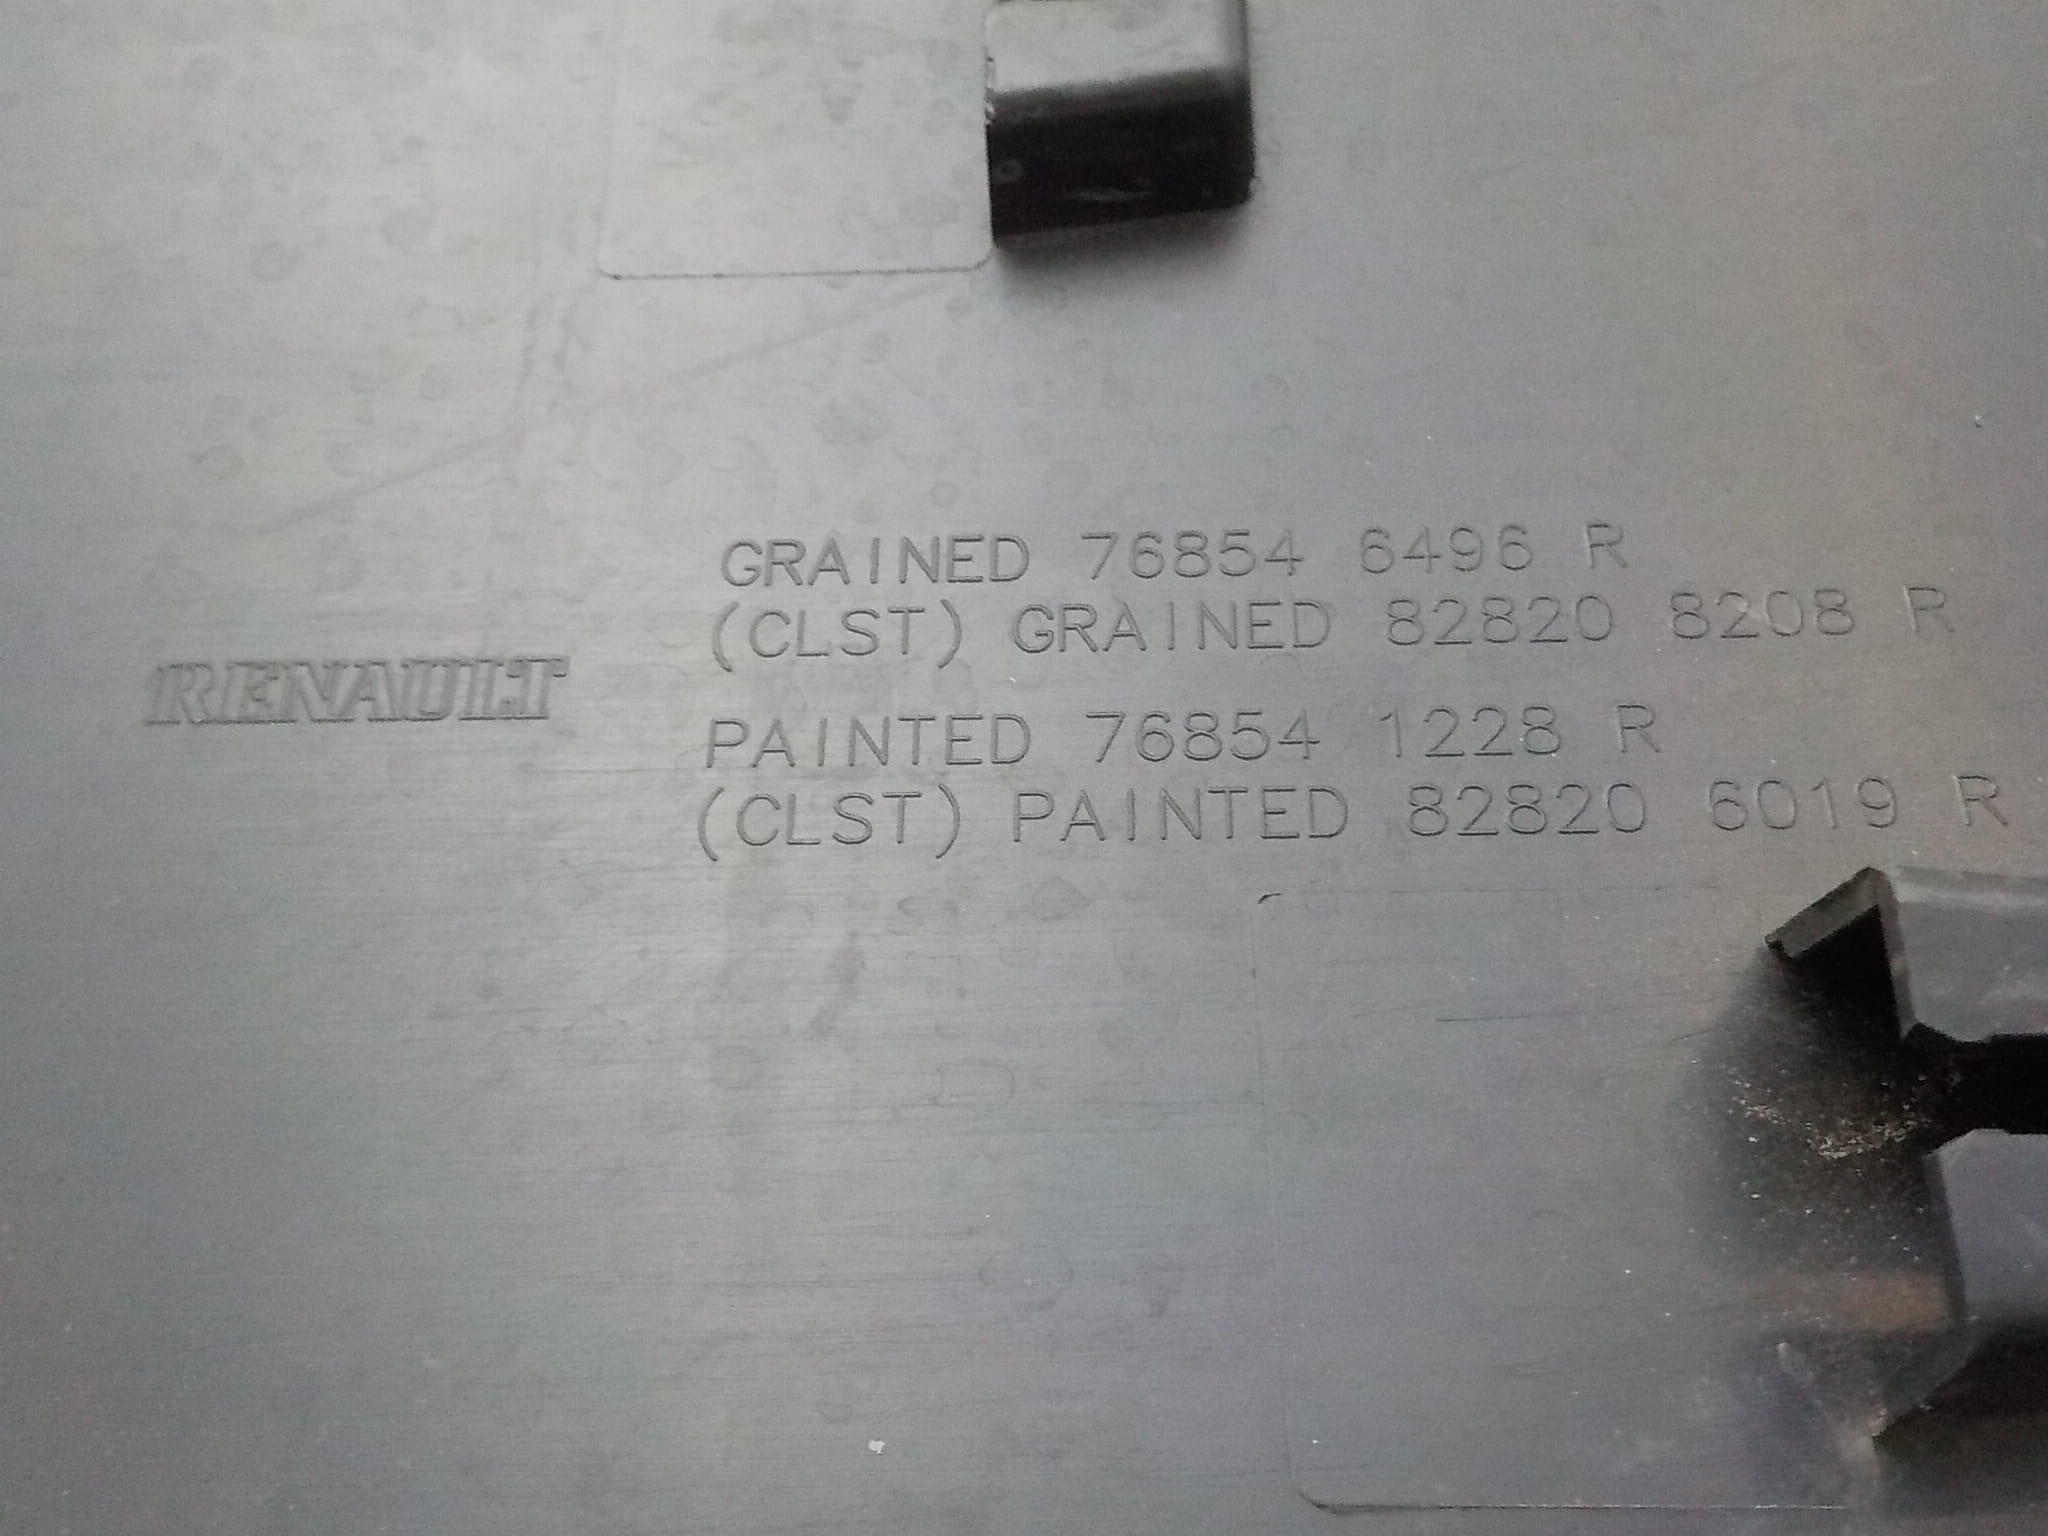 GRAINED 76854 6496 R
(CLST) GRAINED 82820 8208 R
RENAULT
PAINTED 76854 1228 R
(CLST) PAINTED 82820 6019 R